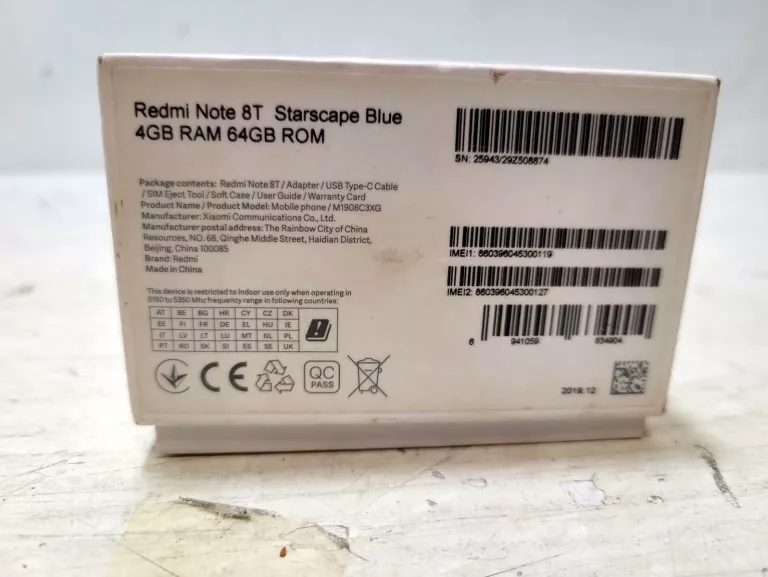 Redmi Note 8T Starscape Blue
4GB RAM 64GB ROM
SN: 25943/29Z508874
Package contents: Redmi Note 8T / Adapter / USB Type-C Cable
/ SIM Eject Tool / Soft Case / User Guide / Warranty Card
Product Name / Product Model: Mobile phone / M1908C3XG
Manufacturer: Xiaomi Communications Co., Ltd.
Manufacturer postal address: The Rainbow City of China
Resources, NO. 68, Qinghe Middle Street, Haidian District,
Beijing, China 100085
Brand: Redmi
Made in China
IMEI1: 860396045300119
IMEI2: 860396045300127
This device is restricted to indoor use only when operating in
5150 to 5350 Mhz frequency range in following countries:
AT BE BG HR CY CZ DK
EE FI FR DE EL HU IE
IT LV LT LU MT NL PL
PT RO SK SI ES SE UK
6 941059 634904
CE
QC
PASS
2019.12